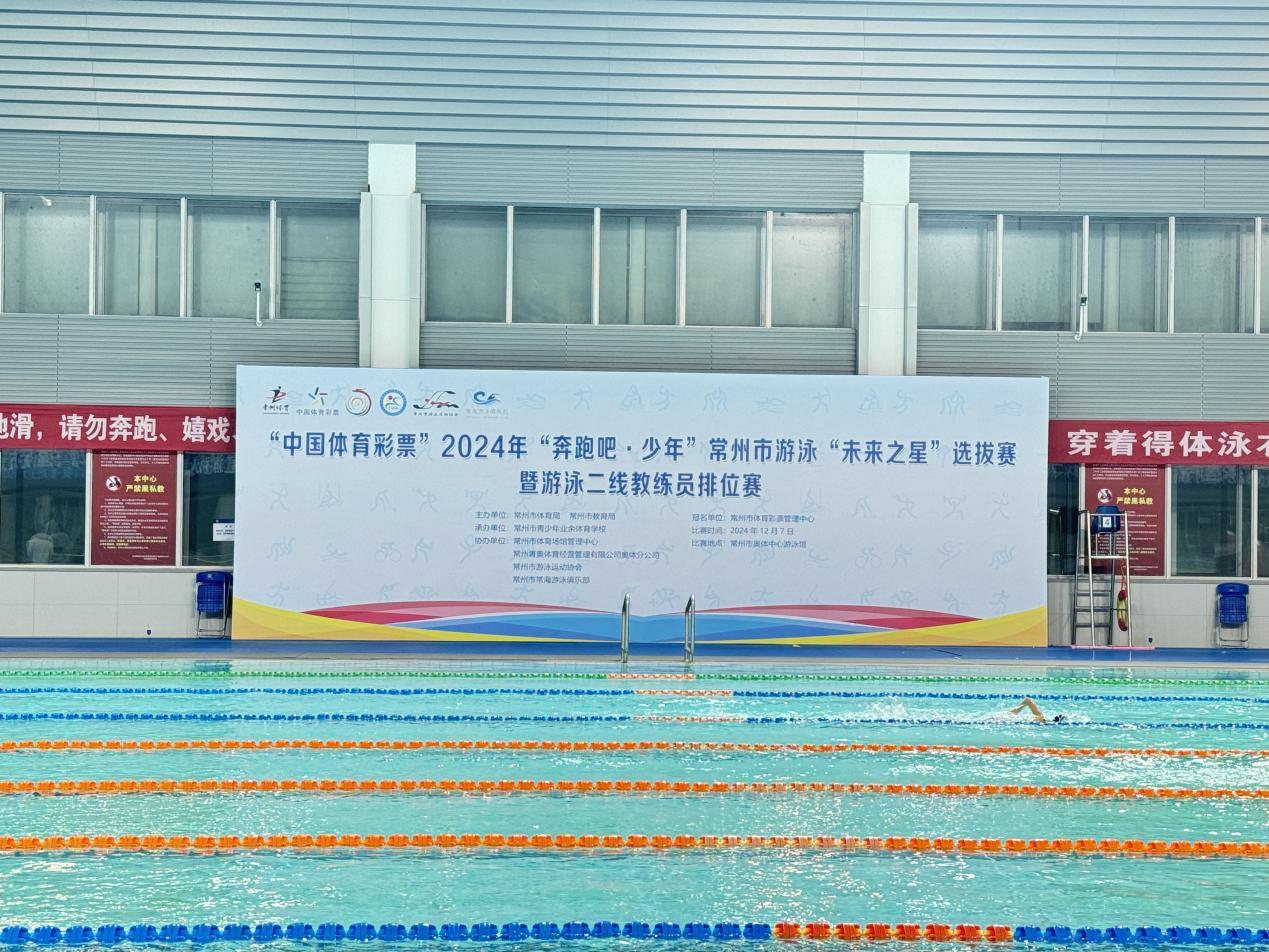 常州体育
中国体育彩票
“中国体育彩票”2024年“奔跑吧·少年”常州市游泳“未来之星”选拔赛
暨游泳二线教练员排位赛
主办单位：常州市体育局 常州市教育局
承办单位：常州市青少年业余体育学校
协办单位：常州市体育场馆管理中心
常州青奥体育经营管理有限公司奥体分公司
常州市游泳运动协会
常州市常海游泳俱乐部
冠名单位：常州市体育彩票管理中心
比赛时间：2024年12月7日
比赛地点：常州市奥体中心游泳馆
地滑，请勿奔跑、嬉戏、
穿着得体泳
本中心
严禁黑私教
本中心
严禁黑私教
4